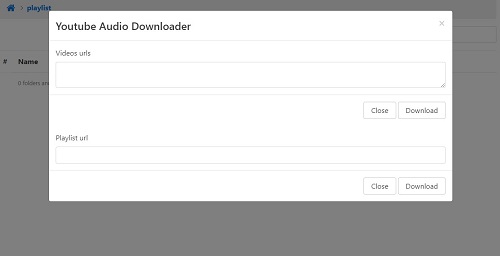 playlist
Youtube Audio Downloader
×
Videos urls
# Name
0 folders an
Close Download
Playlist url
Close Download